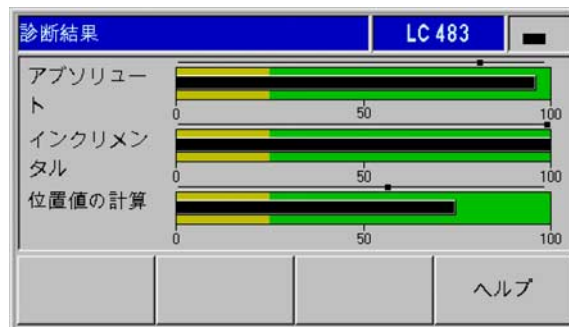 診断結果 LC 483
アブソリュー
ト
0 50 100
インクリメン
タル
0 50 100
位置値の計算
0 50 100
ヘルプ